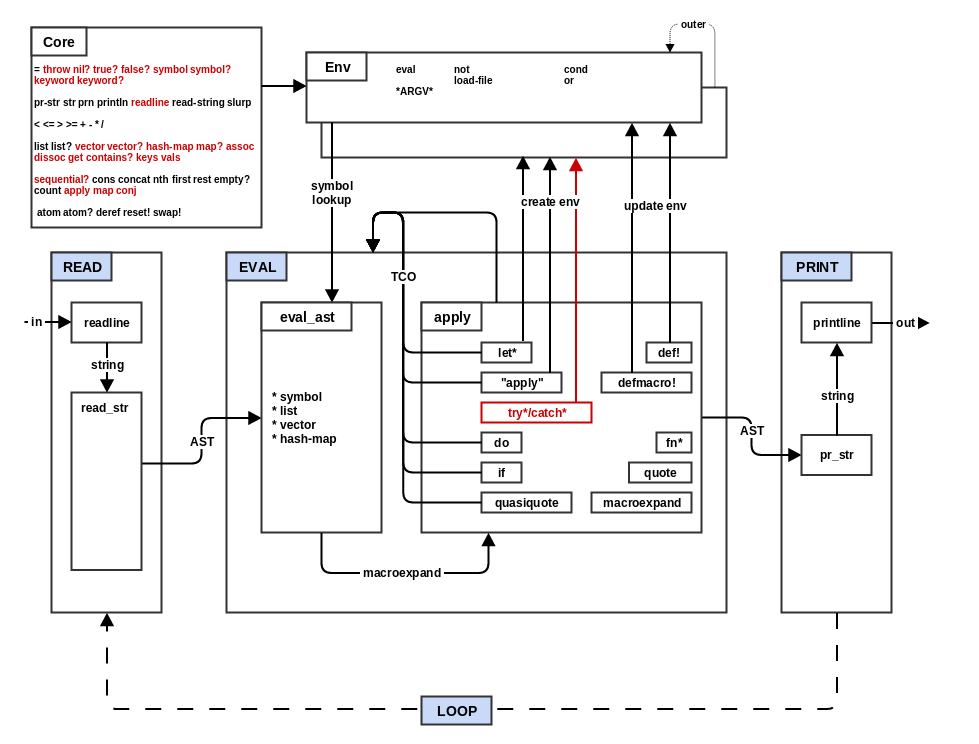 outer
Core
Env
eval
not
cond
load-file
or
*ARGV*
= throw nil? true? false? symbol symbol?
keyword keyword?
pr-str str prn println readline read-string slurp
< <= > >= + - * /
list list? vector vector? hash-map map? assoc
dissoc get contains? keys vals
sequential? cons concat nth first rest empty?
count apply map conj
atom atom? deref reset! swap!
symbol
lookup
create env
update env
READ
EVAL
PRINT
TCO
- in
readline
string
read_str
AST
eval_ast
* symbol
* list
* vector
* hash-map
apply
let*
def!
"apply"
defmacro!
try*/catch*
do
fn*
if
quote
quasiquote
macroexpand
macroexpand
AST
printline
out
string
pr_str
LOOP